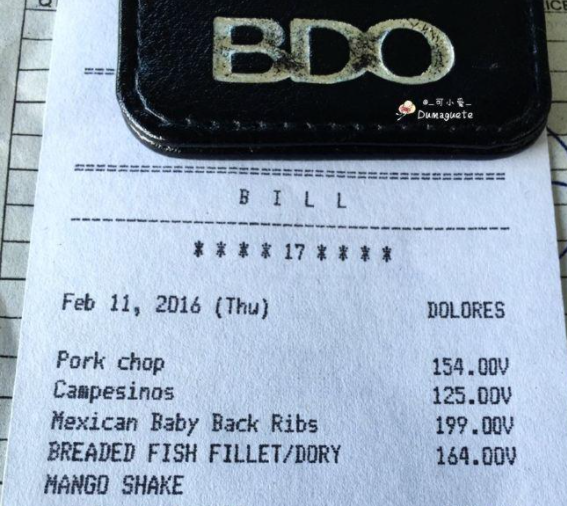 BDO
@_可小爱_
Dumaguete
==============================
B I L L
------------------------------
* * * * 17 * * * *
Feb 11, 2016 (Thu) DOLORES
Pork chop 154.00V
Campesinos 125.00V
Mexican Baby Back Ribs 199.00V
BREADED FISH FILLET/DORY 164.00V
MANGO SHAKE